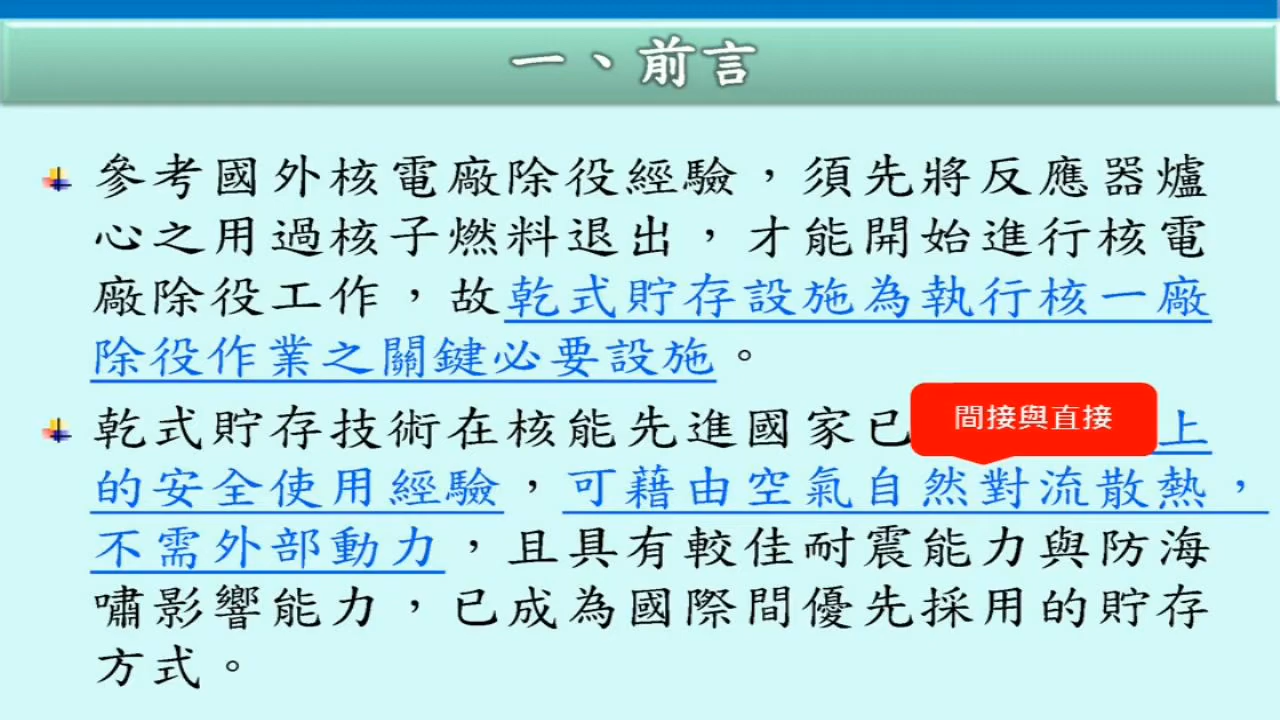 一、前言
參考國外核電廠除役經驗，須先將反應器爐
心之用過核子燃料退出，才能開始進行核電
廠除役工作，故乾式貯存設施為執行核一廠
除役作業之關鍵必要設施。
乾式貯存技術在核能先進國家已
間接與直接
上
的安全使用經驗，可藉由空氣自然對流散熱，
不需外部動力，且具有較佳耐震能力與防海
嘯影響能力，已成為國際間優先採用的貯存
方式。